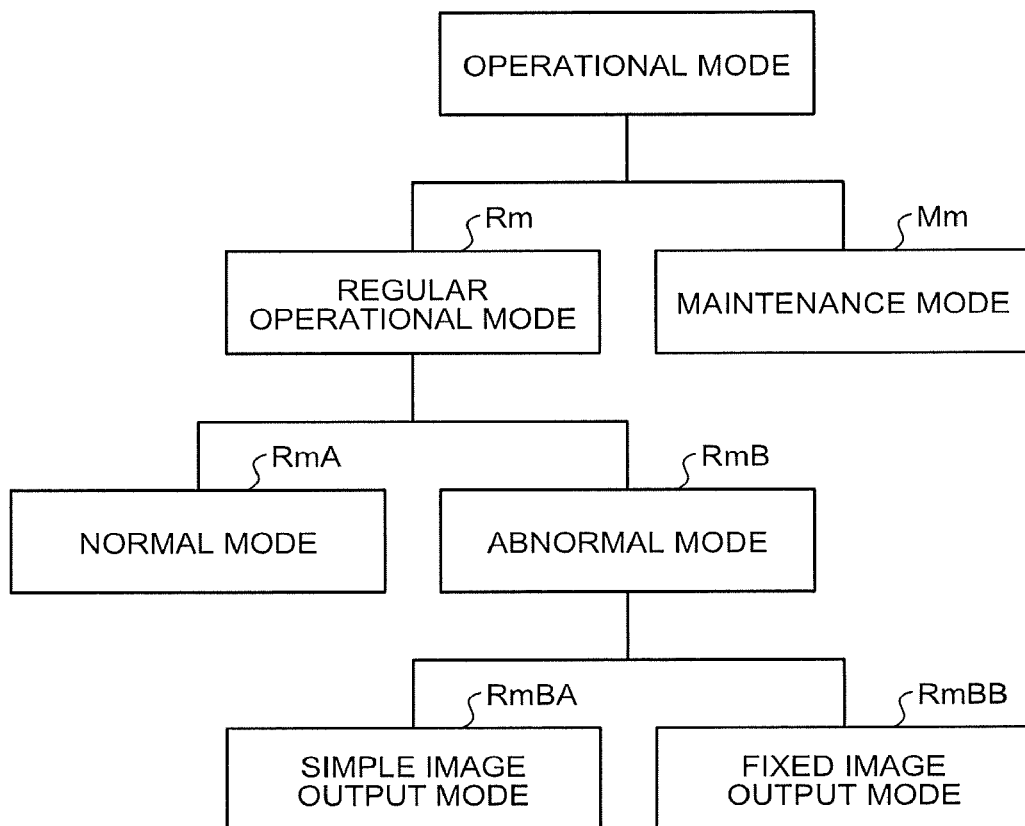 OPERATIONAL MODE
Rm
Mm
REGULAR
OPERATIONAL MODE
MAINTENANCE MODE
RmA
RmB
NORMAL MODE
ABNORMAL MODE
RmBA
RmBB
SIMPLE IMAGE
OUTPUT MODE
FIXED IMAGE
OUTPUT MODE